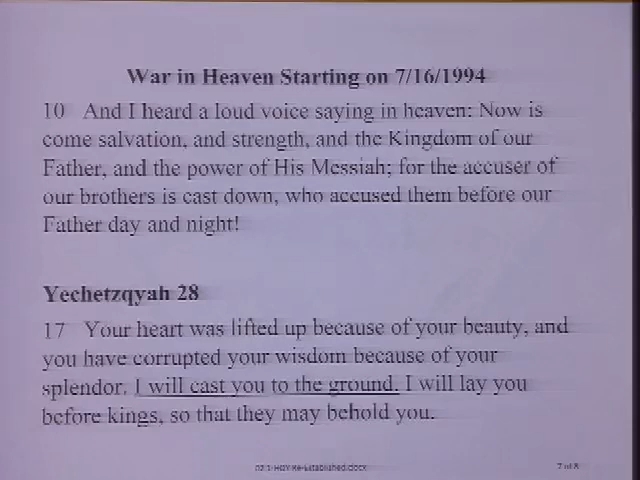 War in Heaven Starting on 7/16/1994
10 And I heard a loud voice saying in heaven: Now is
come salvation, and strength, and the Kingdom of our
Father, and the power of His Messiah; for the accuser of
our brothers is cast down, who accused them before our
Father day and night!
Yechetzqyah 28
17 Your heart was lifted up because of your beauty, and
you have corrupted your wisdom because of your
splendor. I will cast you to the ground. I will lay you
before kings, so that they may behold you.
7 of 8